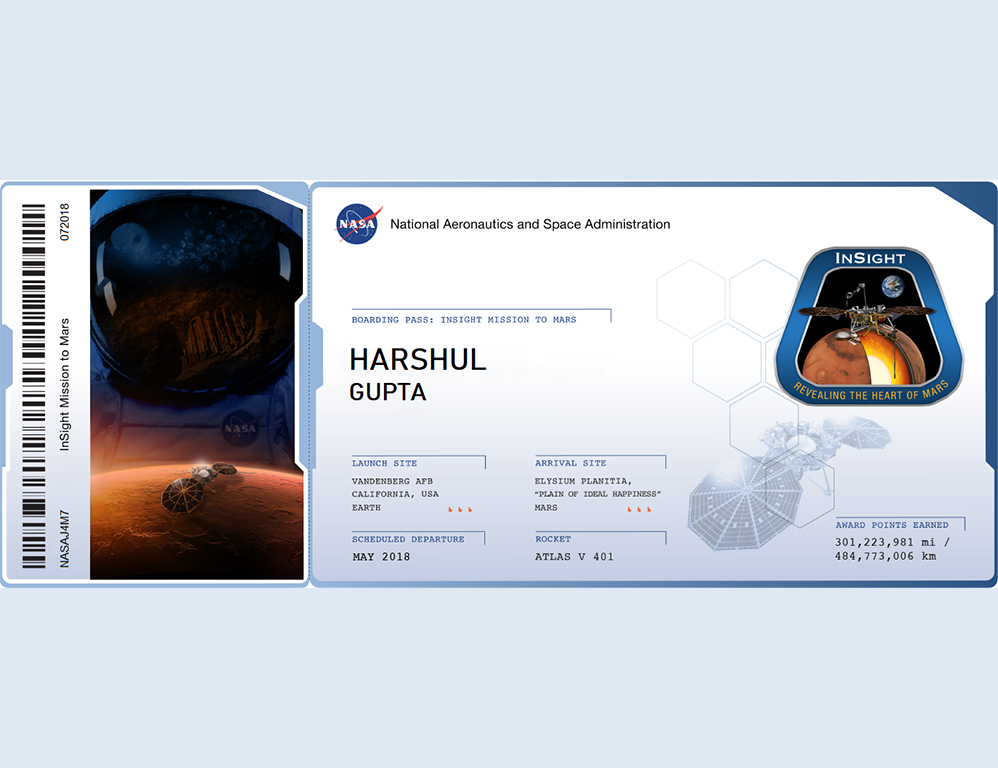 072018
InSight Mission to Mars
NASAJ4M7
NASA
NASA
National Aeronautics and Space Administration
INSIGHT
REVEALING THE HEART OF MARS
BOARDING PASS: INSIGHT MISSION TO MARS
HARSHUL
GUPTA
LAUNCH SITE
VANDENBERG AFB
CALIFORNIA, USA
EARTH
ARRIVAL SITE
ELYSIUM PLANITIA,
“PLAIN OF IDEAL HAPPINESS”
MARS
SCHEDULED DEPARTURE
MAY 2018
ROCKET
ATLAS V 401
AWARD POINTS EARNED
301,223,981 mi /
484,773,006 km